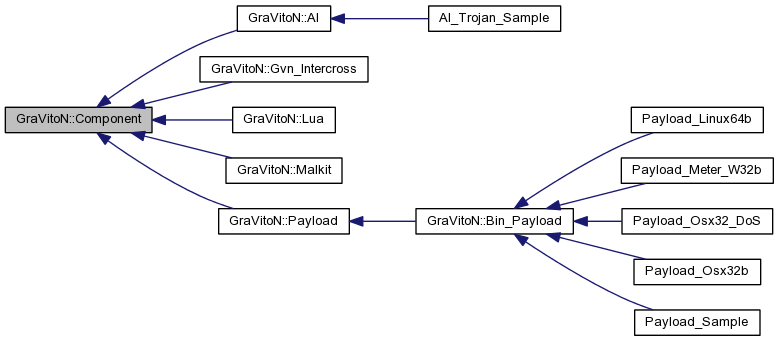 GraVitoN::AI
AI_Trojan_Sample
GraVitoN::Gvn_Intercross
GraVitoN::Component
GraVitoN::Lua
Payload_Linux64b
GraVitoN::Malkit
Payload_Meter_W32b
GraVitoN::Payload
GraVitoN::Bin_Payload
Payload_Osx32_DoS
Payload_Osx32b
Payload_Sample